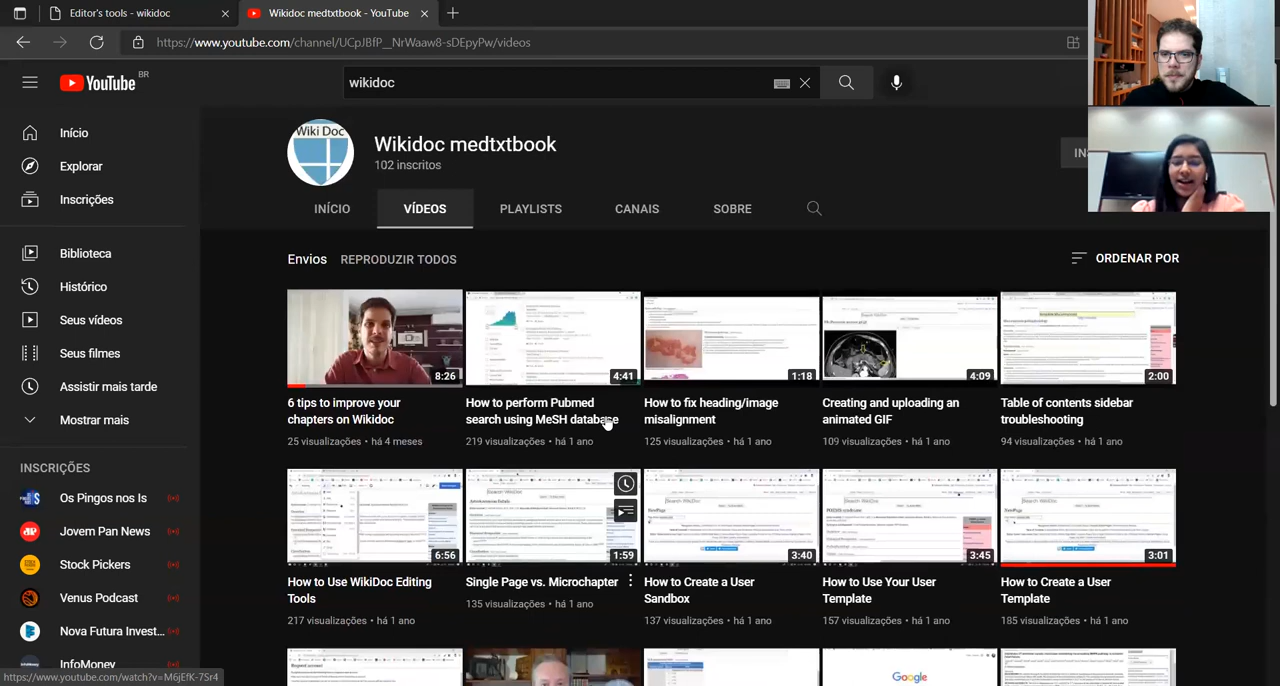 Editor's tools - wikidoc
Wikidoc medtxtbook - YouTube
https://www.youtube.com/channel/UCpJBfP__NrWaaw8-sDEpyPw/videos
YouTube BR
wikidoc
Início
Explorar
Inscrições
Biblioteca
Histórico
Seus vídeos
Seus filmes
Assistir mais tarde
Mostrar mais
INSCRIÇÕES
Os Pingos nos Is
Jovem Pan News
Stock Pickers
Venus Podcast
Nova Futura Invest...
InfoMoney
https://www.youtube.com/watch?v=M6jEfK-7Sr4
Wiki Doc
Wikidoc medtxtbook
102 inscritos
INÍCIO
VÍDEOS
PLAYLISTS
CANAIS
SOBRE
Envios
REPRODUZIR TODOS
ORDENAR POR
8:26
6 tips to improve your
chapters on Wikidoc
25 visualizações • há 4 meses
4:41
How to perform Pubmed
search using MeSH database
219 visualizações • há 1 ano
1:18
How to fix heading/image
misalignment
125 visualizações • há 1 ano
4:09
Creating and uploading an
animated GIF
109 visualizações • há 1 ano
2:00
Table of contents sidebar
troubleshooting
94 visualizações • há 1 ano
6:56
How to Use WikiDoc Editing
Tools
217 visualizações • há 1 ano
1:59
Single Page vs. Microchapter
135 visualizações • há 1 ano
3:40
How to Create a User
Sandbox
137 visualizações • há 1 ano
3:45
How to Use Your User
Template
157 visualizações • há 1 ano
3:01
How to Create a User
Template
185 visualizações • há 1 ano
Google